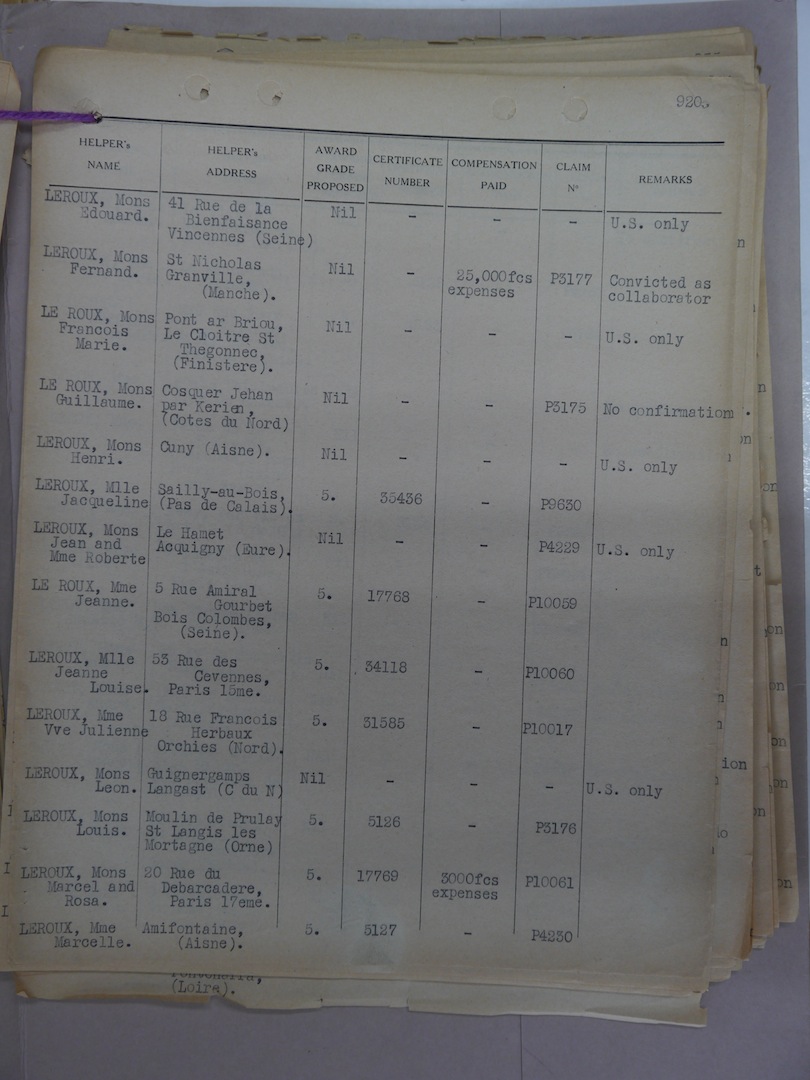 920
HELPER's NAME HELPER's ADDRESS AWARD GRADE PROPOSED CERTIFICATE NUMBER COMPENSATION PAID CLAIM N° REMARKS
LEROUX, Mons 41 Rue de la Nil - - - U.S. only
Edouard. Bienfaisance
Vincennes (Seine)
LEROUX, Mons St Nicholas Nil - 25,000fcs P3177 Convicted as
Fernand. Granville, expenses collaborator
(Manche).
LE ROUX, Mons Pont ar Briou, Nil - - - U.S. only
Francois Le Cloitre St
Marie. Thegonnec,
(Finistere).
LE ROUX, Mons Cosquer Jehan Nil - - P3175 No confirmation.
Guillaume. par Kerien,
(Cotes du Nord)
LEROUX, Mons Cuny (Aisne). Nil - - - U.S. only
Henri.
LEROUX, Mlle Sailly-au-Bois, 5. 35436 - P9630
Jacqueline (Pas de Calais).
LEROUX, Mons Le Hamet Nil - - P4229 U.S. only
Jean and Acquigny (Eure).
Mme Roberte
LE ROUX, Mme 5 Rue Amiral 5. 17768 - P10059
Jeanne. Gourbet
Bois Colombes,
(Seine).
LEROUX, Mlle 53 Rue des 5. 34118 - P10060
Jeanne Cevennes,
Louise. Paris 15me.
LEROUX, Mme 18 Rue Francois 5. 31585 - P10017
Vve Julienne Herbaux
Orchies (Nord).
LEROUX, Mons Guignergamps Nil - - - U.S. only
Leon. Langast (C du N)
LEROUX, Mons Moulin de Prulay 5. 5126 - P3176
Louis. St Langis les
Mortagne (Orne)
LEROUX, Mons 20 Rue du 5. 17769 3000fcs P10061
Marcel and Debarcadere, expenses
Rosa. Paris 17eme.
LEROUX, Mme Amifontaine, 5. 5127 - P4230
Marcelle. (Aisne).
(Loira).